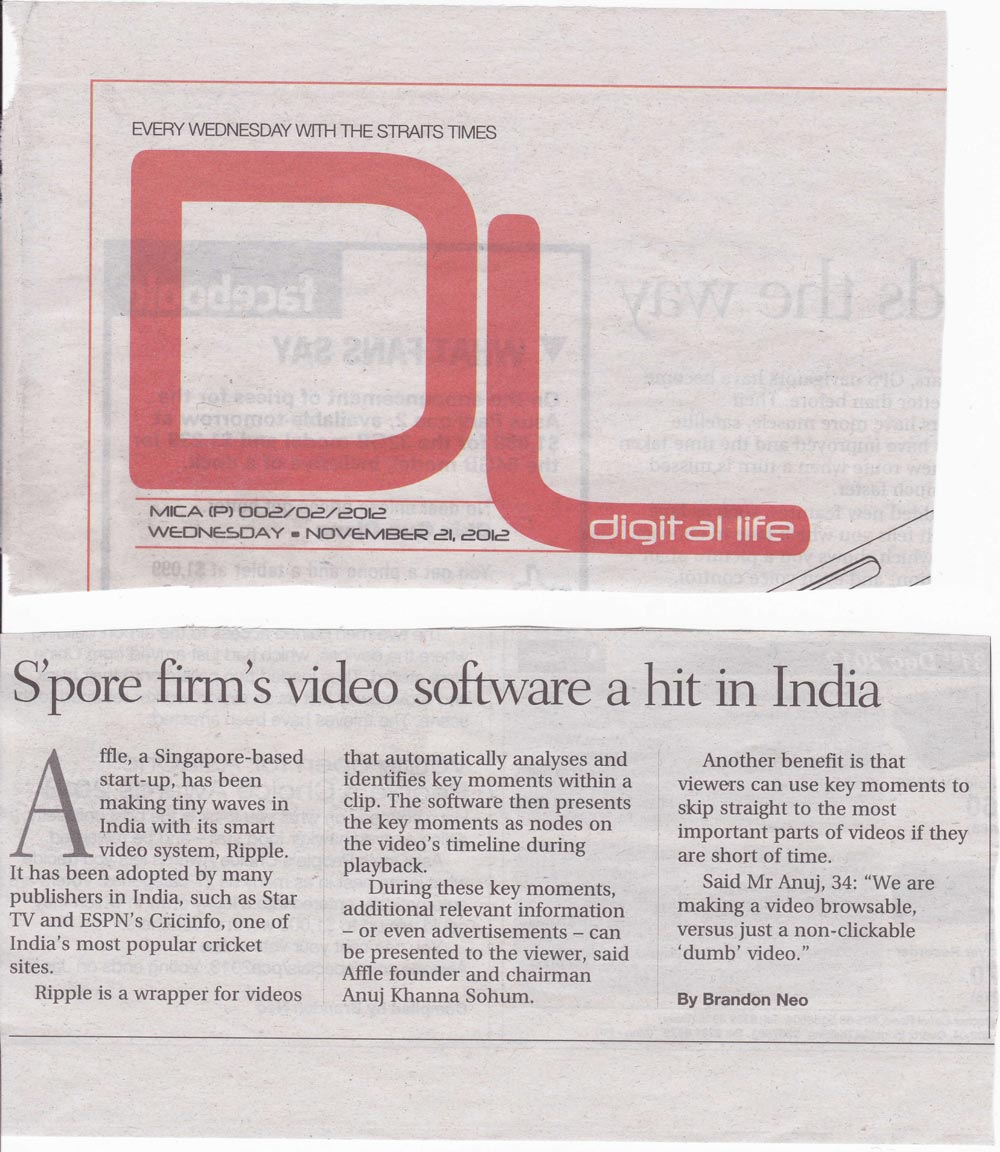 EVERY WEDNESDAY WITH THE STRAITS TIMES
DL
digital life
MICA (P) 002/02/2012
WEDNESDAY ▪ NOVEMBER 21, 2012
S'pore firm's video software a hit in India
Affle, a Singapore-based
start-up, has been
making tiny waves in
India with its smart
video system, Ripple.
It has been adopted by many
publishers in India, such as Star
TV and ESPN's Cricinfo, one of
India's most popular cricket
sites.
Ripple is a wrapper for videos
that automatically analyses and
identifies key moments within a
clip. The software then presents
the key moments as nodes on
the video's timeline during
playback.
During these key moments,
additional relevant information
– or even advertisements – can
be presented to the viewer, said
Affle founder and chairman
Anuj Khanna Sohum.
Another benefit is that
viewers can use key moments to
skip straight to the most
important parts of videos if they
are short of time.
Said Mr Anuj, 34: “We are
making a video browsable,
versus just a non-clickable
‘dumb’ video.”
By Brandon Neo